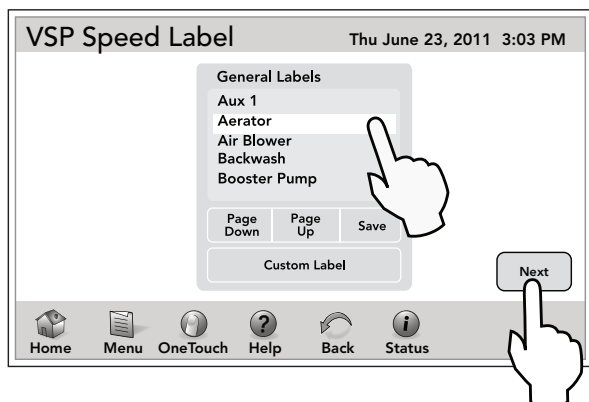 VSP Speed Label
Thu June 23, 2011 3:03 PM
General Labels
Aux 1
Aerator
Air Blower
Backwash
Booster Pump
Page Down
Page Up
Save
Custom Label
Next
Home
Menu
OneTouch
Help
Back
Status